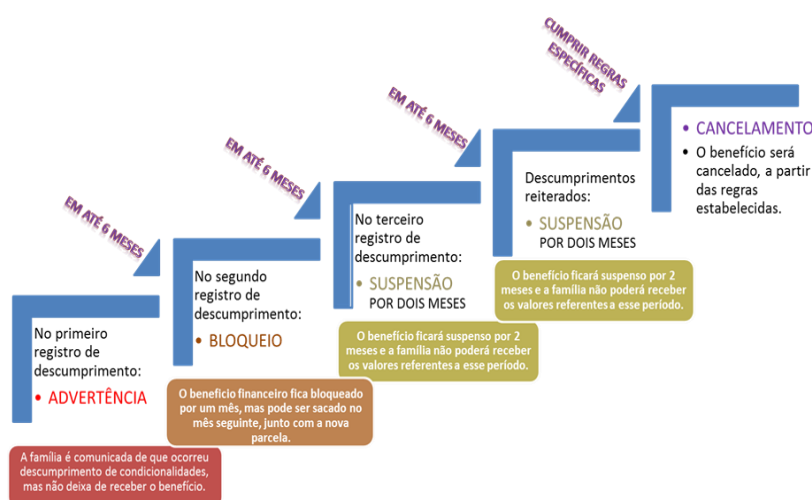 EM ATÉ 6 MESES
No primeiro
registro de
descumprimento:
• ADVERTÊNCIA
A família é comunicada de que ocorreu
descumprimento de condicionalidades,
mas não deixa de receber o benefício.
EM ATÉ 6 MESES
No segundo
registro de
descumprimento:
• BLOQUEIO
O beneficio financeiro fica bloqueado
por um mês, mas pode ser sacado no
mês seguinte, junto com a nova
parcela.
EM ATÉ 6 MESES
No terceiro
registro de
descumprimento:
• SUSPENSÃO
POR DOIS MESES
O benefício ficará suspenso por 2
meses e a família não poderá receber
os valores referentes a esse período.
CUMPRIR REGRAS
ESPECÍFICAS
Descumprimentos
reiterados:
• SUSPENSÃO
POR DOIS MESES
O benefício ficará suspenso por 2
meses e a família não poderá receber
os valores referentes a esse período.
• CANCELAMENTO
• O benefício será
cancelado, a partir
das regras
estabelecidas.